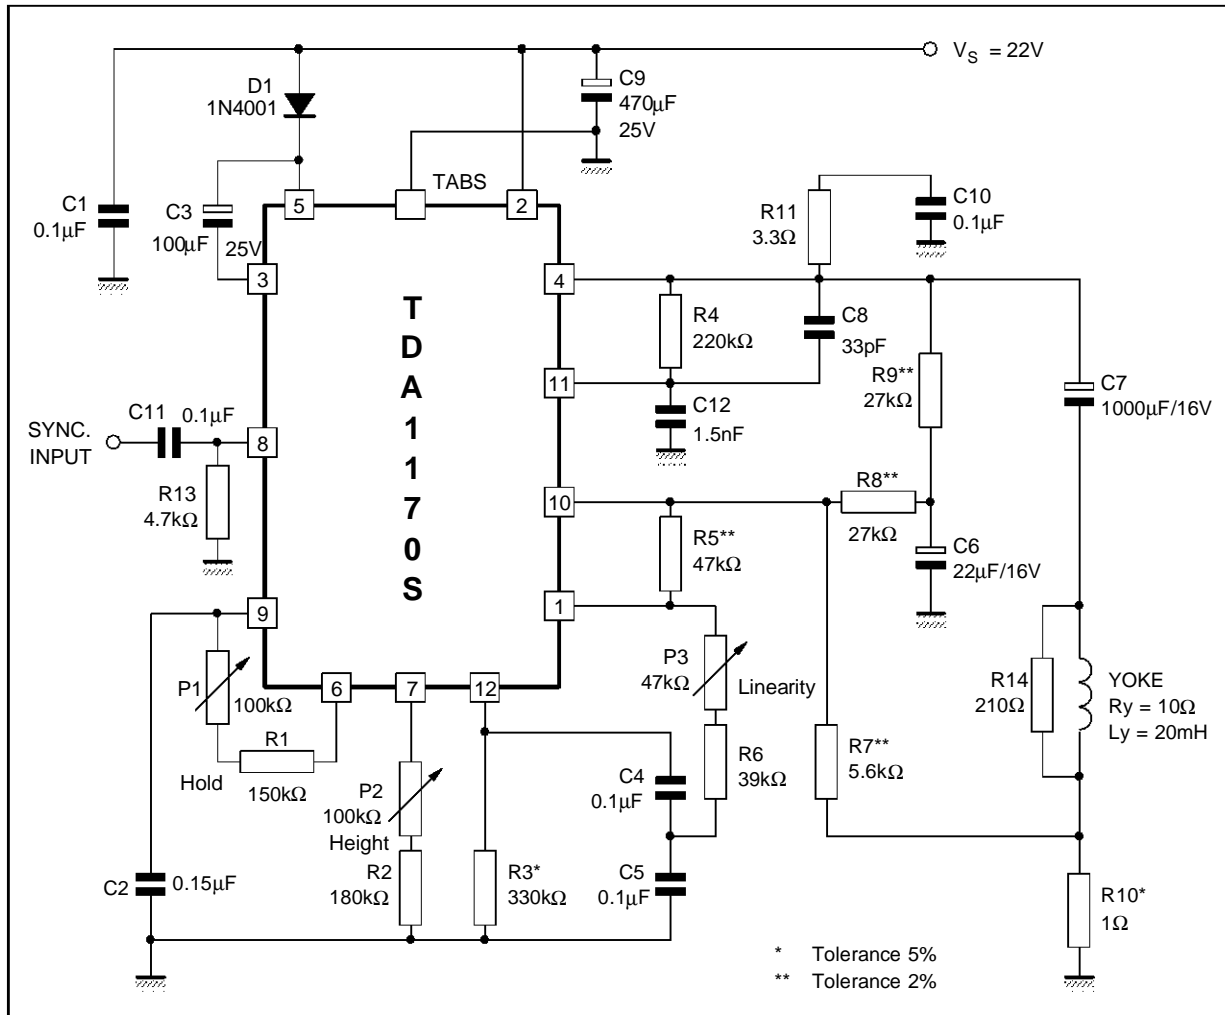 V_S = 22V
D1
1N4001
C9
470µF
25V
C1
0.1µF
C3
100µF
25V
5
TABS
2
R11
3.3Ω
C10
0.1µF
3
4
TDA1170S
R4
220kΩ
C8
33pF
R9**
27kΩ
C7
1000µF/16V
11
C12
1.5nF
SYNC.
INPUT
C11
0.1µF
8
R13
4.7kΩ
10
R8**
27kΩ
R5**
47kΩ
C6
22µF/16V
9
1
P1
100kΩ
R1
150kΩ
Hold
6
7
12
P3
47kΩ
Linearity
R14
210Ω
YOKE
Ry = 10Ω
Ly = 20mH
P2
100kΩ
Height
C4
0.1µF
R6
39kΩ
R7**
5.6kΩ
C2
0.15µF
R2
180kΩ
R3*
330kΩ
C5
0.1µF
R10*
1Ω
* Tolerance 5%
** Tolerance 2%